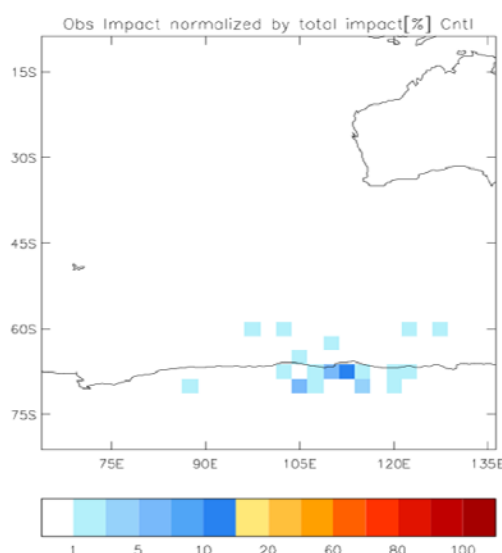 Obs Impact normalized by total impact[%] Cntl
15S
30S
45S
60S
75S
75E 90E 105E 120E 135E
1 5 10 20 60 80 100